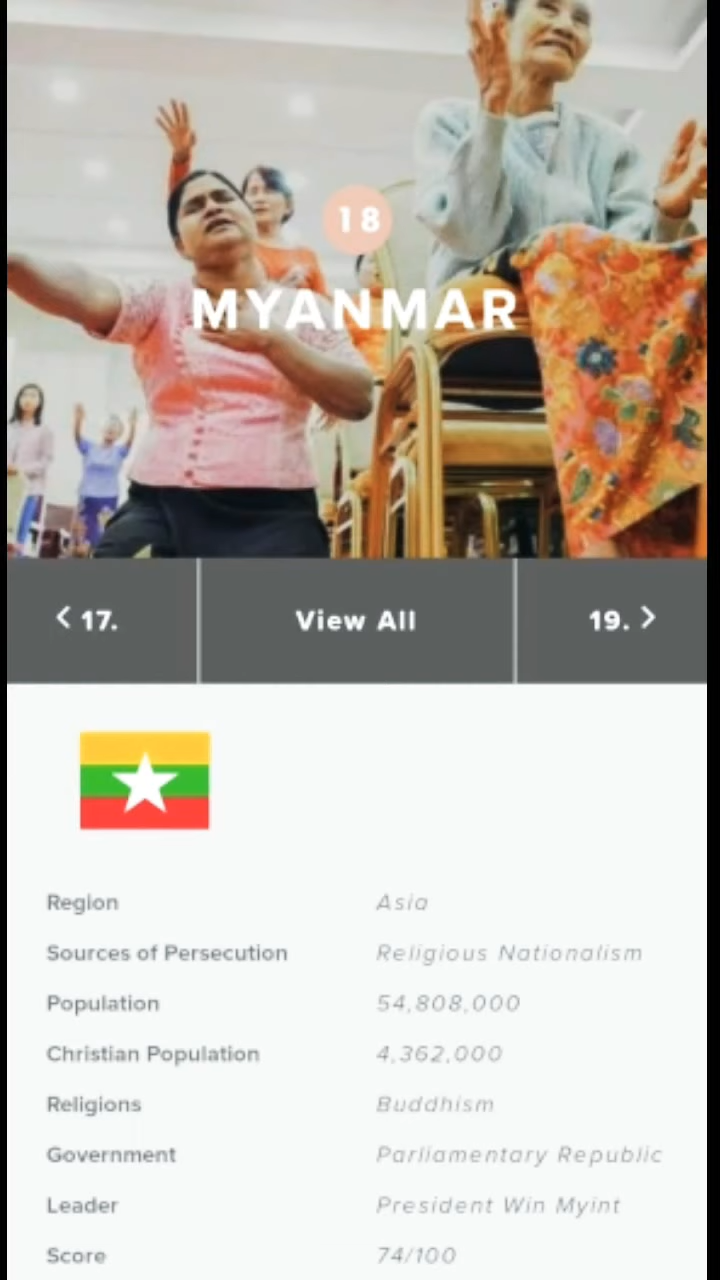 18
MYANMAR
< 17.
View All
19. >
Region Asia
Sources of Persecution Religious Nationalism
Population 54,808,000
Christian Population 4,362,000
Religions Buddhism
Government Parliamentary Republic
Leader President Win Myint
Score 74/100